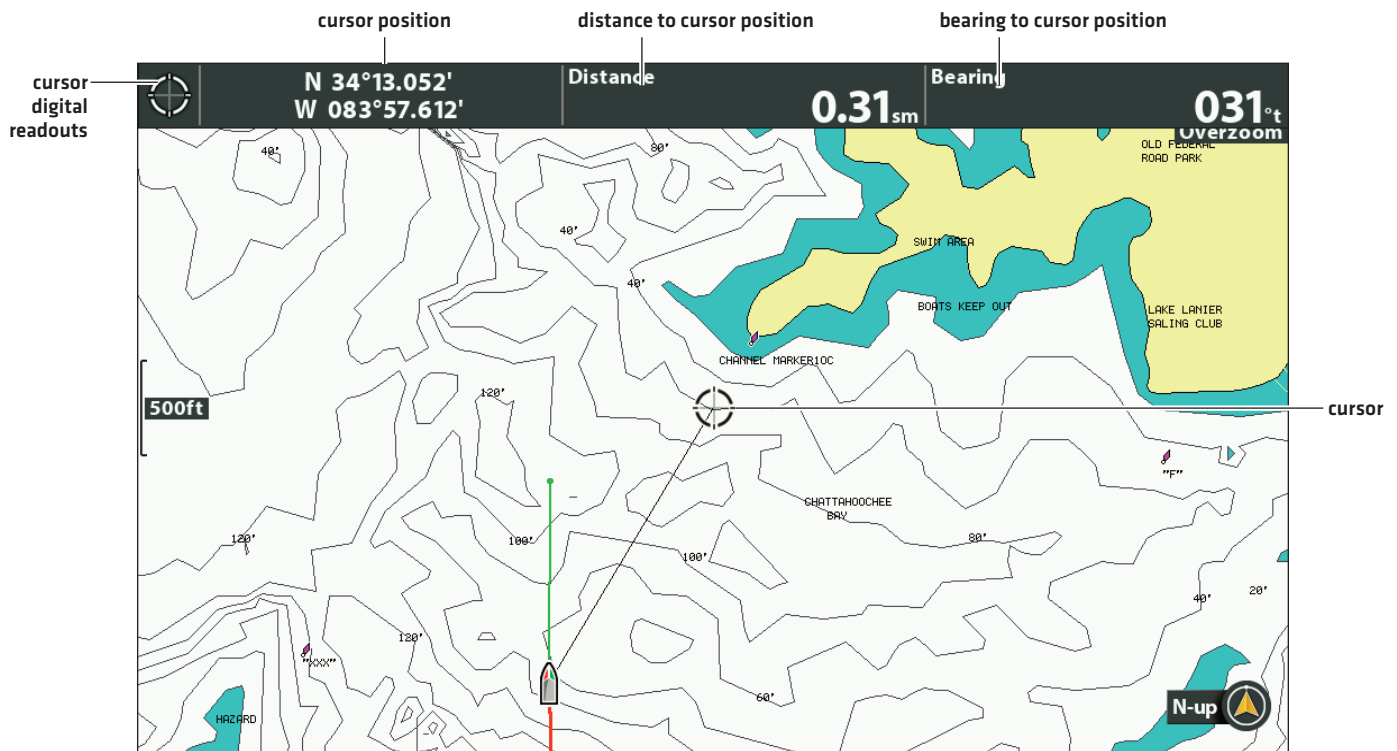 cursor position
distance to cursor position
bearing to cursor position
cursor
digital
readouts
N 34°13.052'
W 083°57.612'
Distance
0.31sm
Bearing
031°t
Overzoom
OLD FEDERAL
ROAD PARK
40'
80'
40'
SWIM AREA
40'
BOATS KEEP OUT
LAKE LANIER
SALING CLUB
CHANNEL MARKER10C
120'
500ft
cursor
"F"
CHATTAHOOCHEE
BAY
120'
100'
80'
100'
20'
40'
120'
"XXX"
60'
N-up
HAZARD